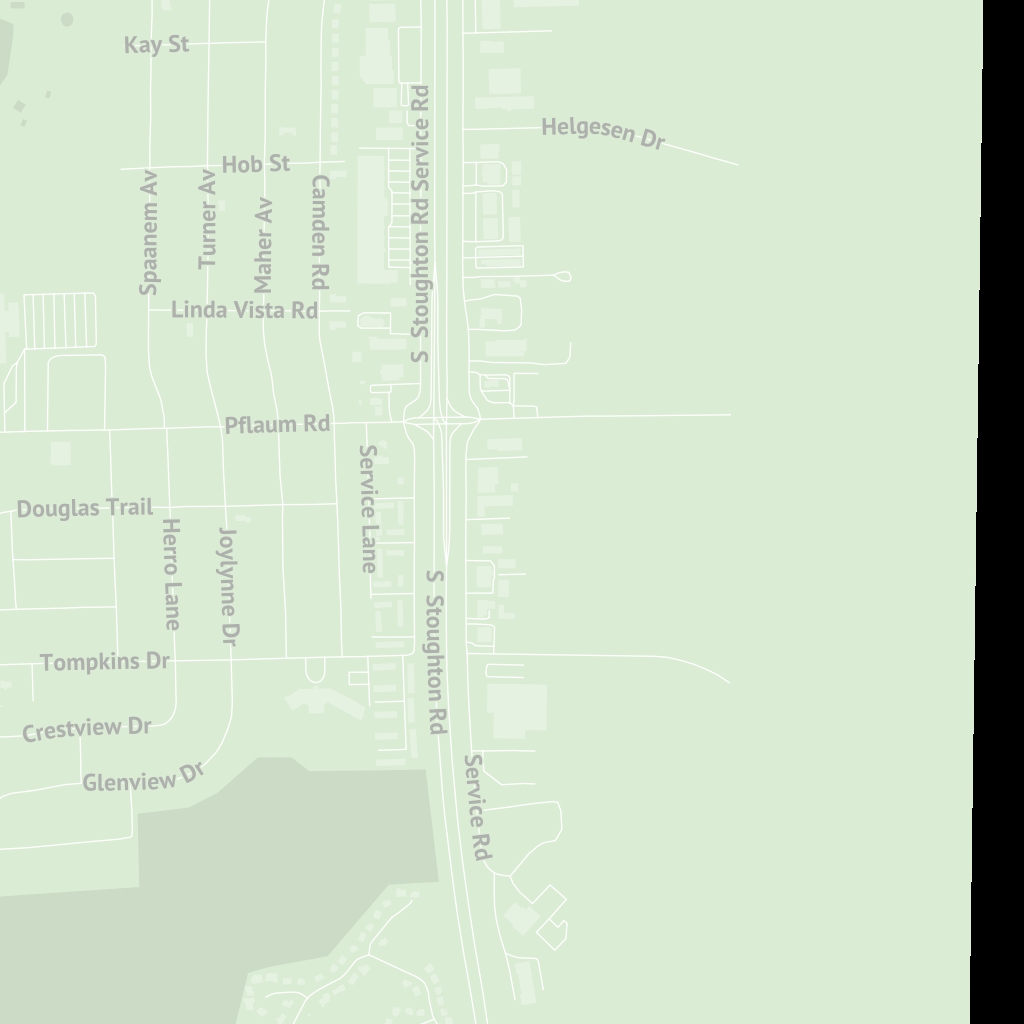 Kay St
Helgesen Dr
Hob St
Spaanem Av
Turner Av
Maher Av
Camden Rd
S Stoughton Rd Service Rd
Linda Vista Rd
Pflaum Rd
Service Lane
Douglas Trail
Herro Lane
Joylynne Dr
S Stoughton Rd
Tompkins Dr
Crestview Dr
Glenview Dr
Service Rd